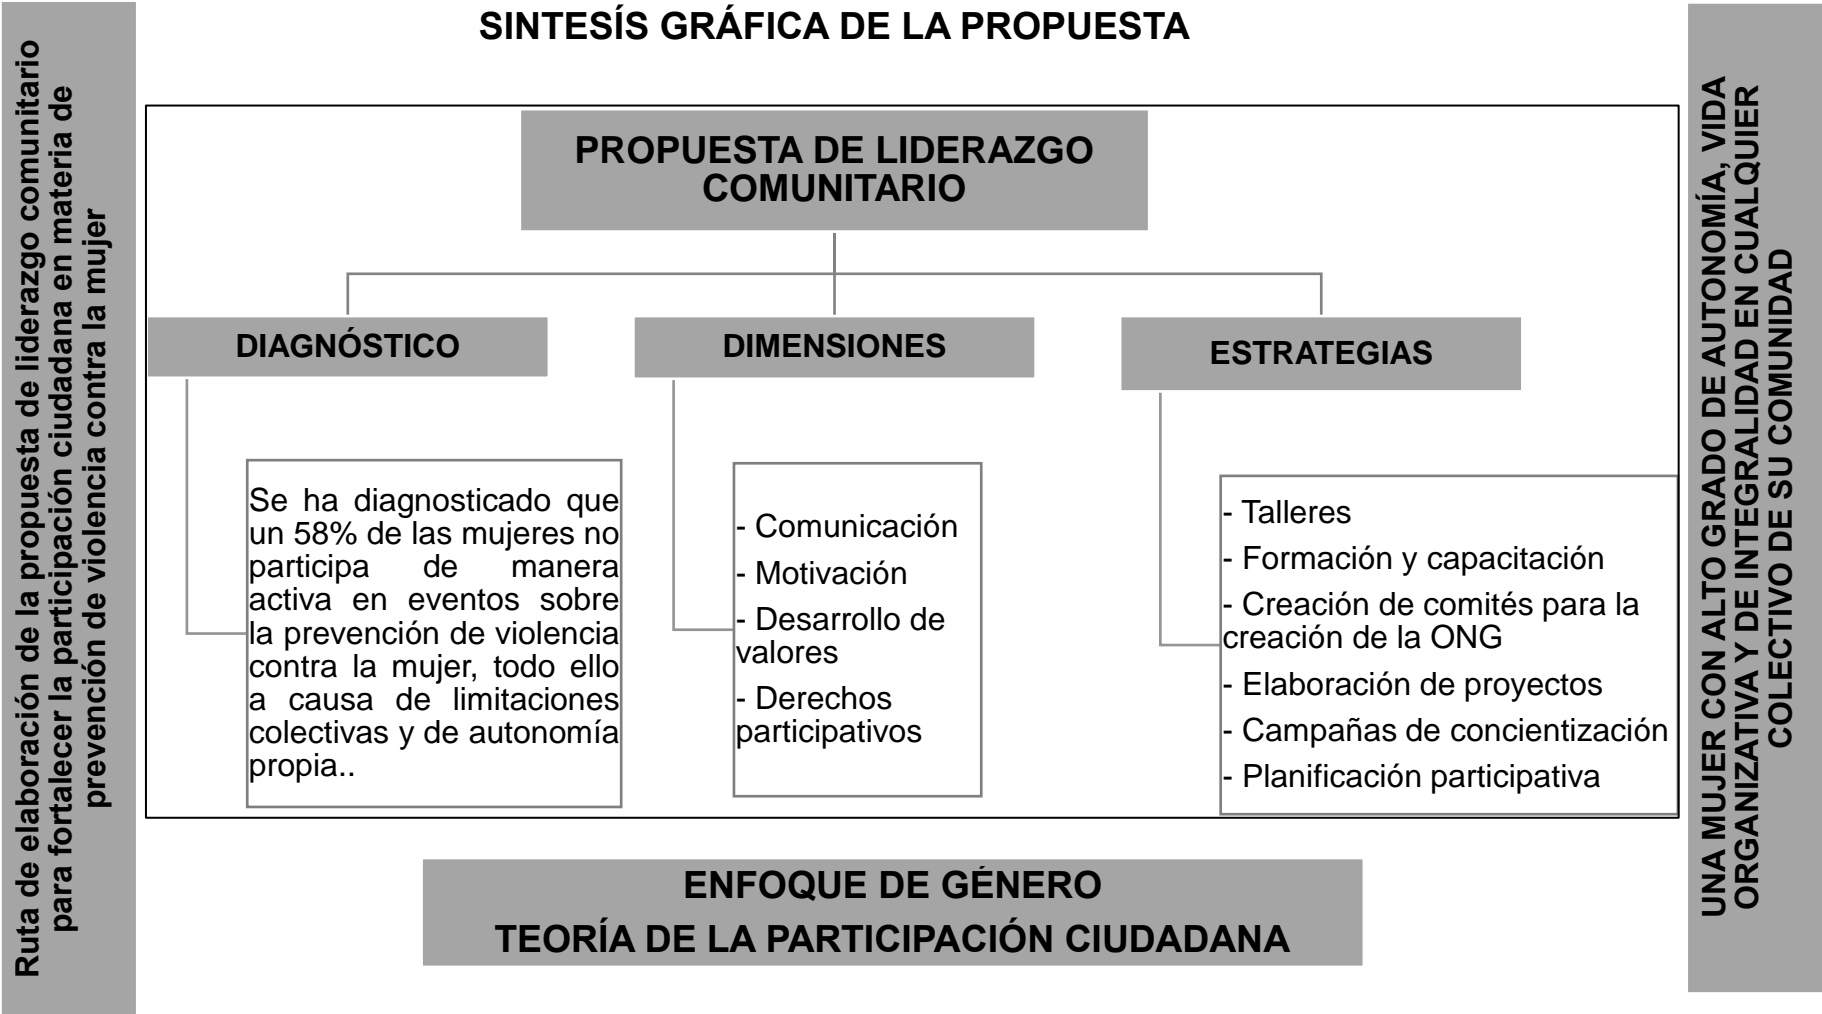 SINTESÍS GRÁFICA DE LA PROPUESTA
Ruta de elaboración de la propuesta de liderazgo comunitario
para fortalecer la participación ciudadana en materia de
prevención de violencia contra la mujer
PROPUESTA DE LIDERAZGO
COMUNITARIO
DIAGNÓSTICO
Se ha diagnosticado que
un 58% de las mujeres no
participa de manera
activa en eventos sobre
la prevención de violencia
contra la mujer, todo ello
a causa de limitaciones
colectivas y de autonomía
propia..
DIMENSIONES
- Comunicación
- Motivación
- Desarrollo de
valores
- Derechos
participativos
ESTRATEGIAS
- Talleres
- Formación y capacitación
- Creación de comités para la
creación de la ONG
- Elaboración de proyectos
- Campañas de concientización
- Planificación participativa
ENFOQUE DE GÉNERO
TEORÍA DE LA PARTICIPACIÓN CIUDADANA
UNA MUJER CON ALTO GRADO DE AUTONOMÍA, VIDA
ORGANIZATIVA Y DE INTEGRALIDAD EN CUALQUIER
COLECTIVO DE SU COMUNIDAD